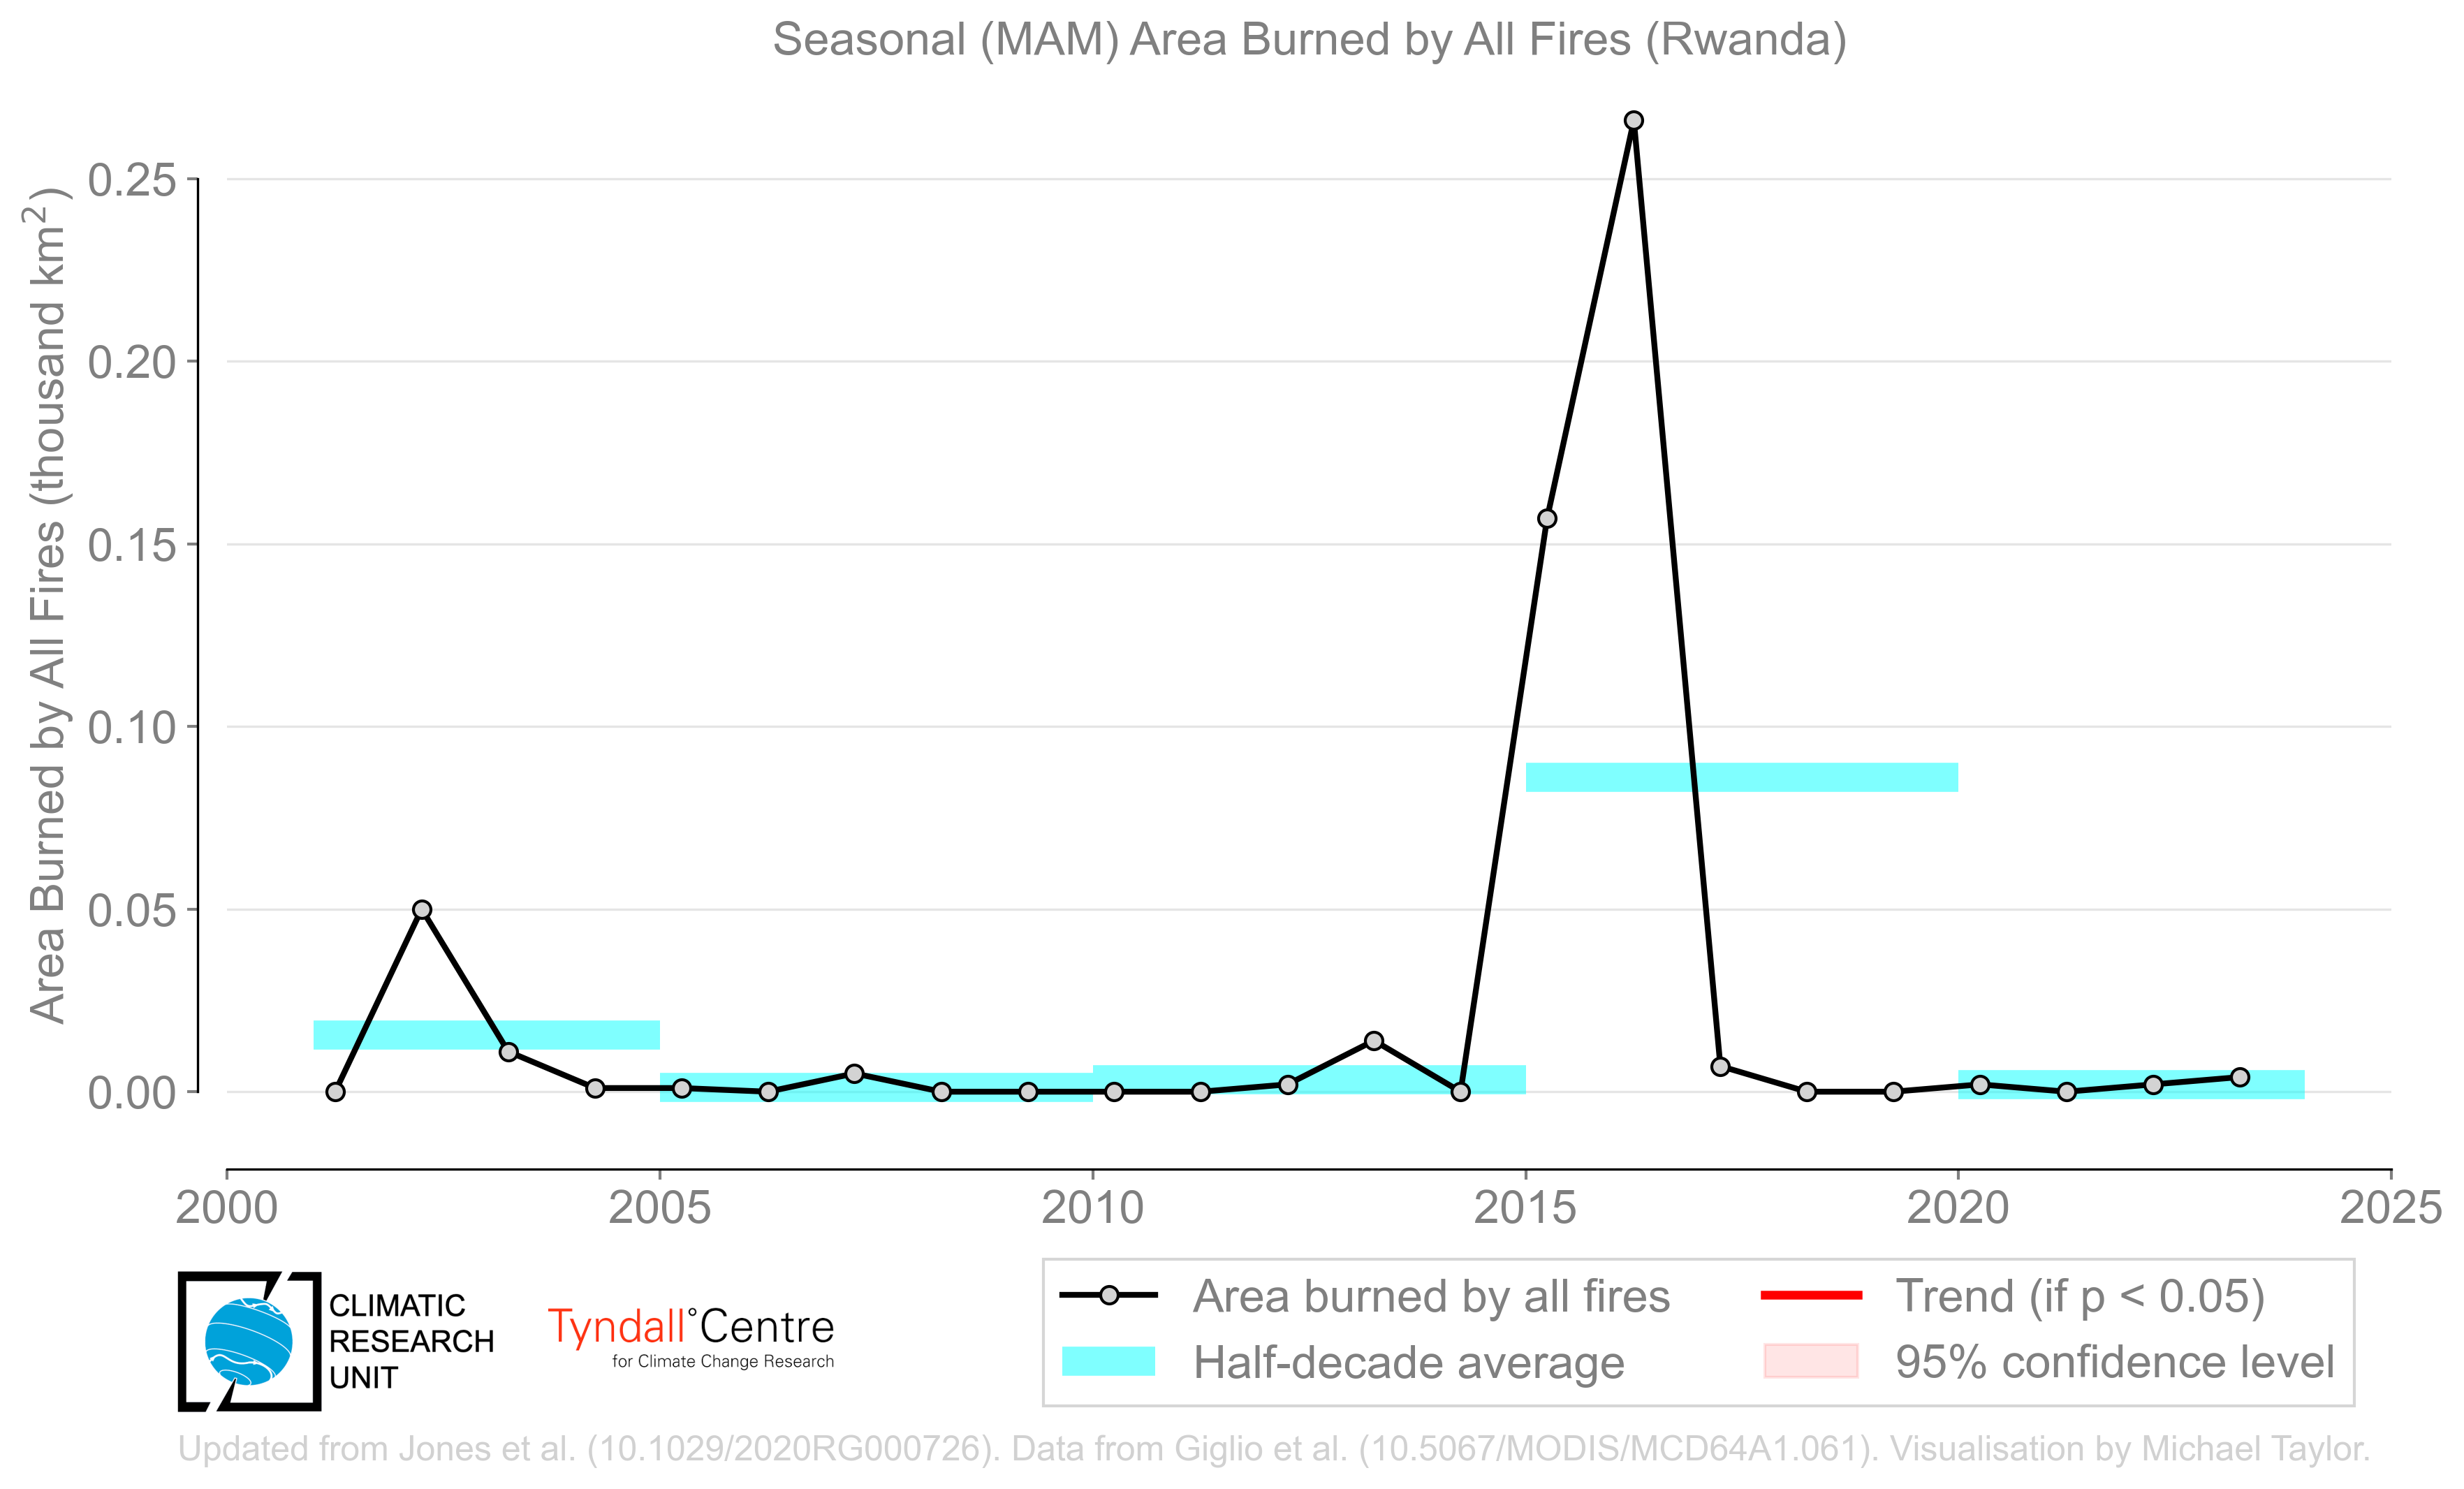 Seasonal (MAM) Area Burned by All Fires (Rwanda)
Area Burned by All Fires (thousand km²)
0.25
0.20
0.15
0.10
0.05
0.00
2000 2005 2010 2015 2020 2025
CLIMATIC
RESEARCH
UNIT
Tyndall°Centre
for Climate Change Research
Area burned by all fires
Half-decade average
Trend (if p < 0.05)
95% confidence level
Updated from Jones et al. (10.1029/2020RG000726). Data from Giglio et al. (10.5067/MODIS/MCD64A1.061). Visualisation by Michael Taylor.